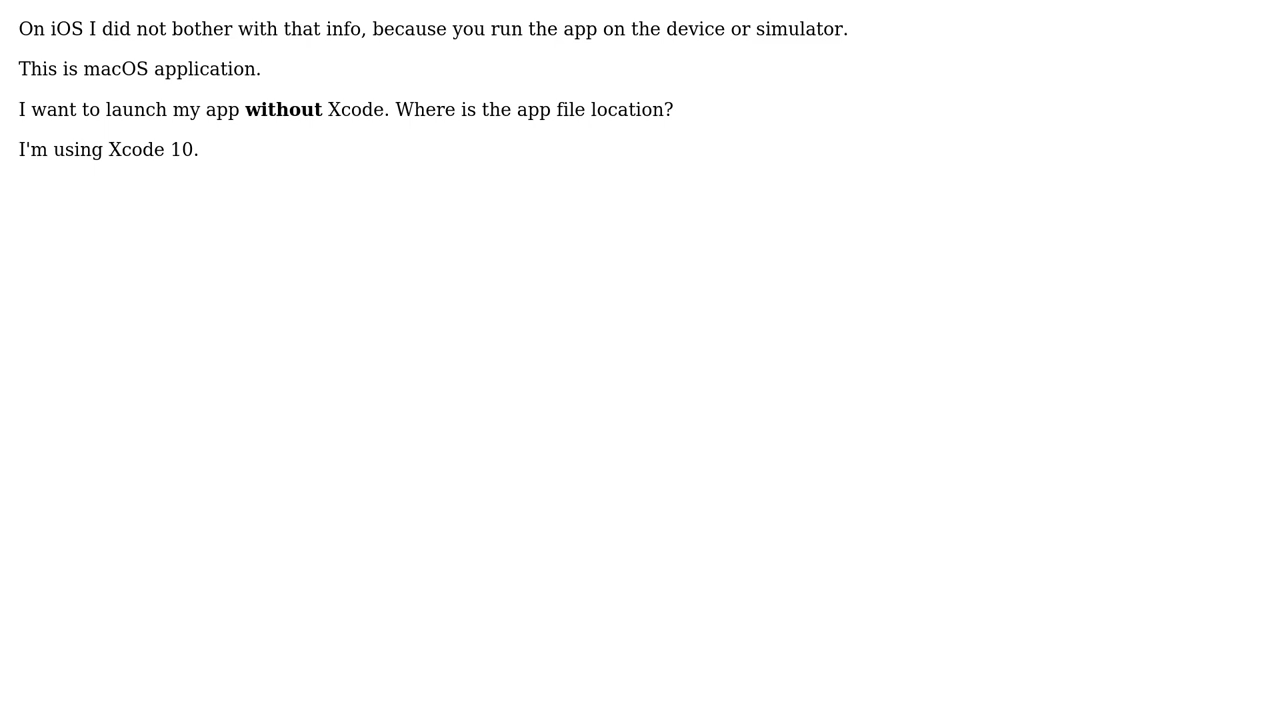 On iOS I did not bother with that info, because you run the app on the device or simulator.
This is macOS application.
I want to launch my app without Xcode. Where is the app file location?
I'm using Xcode 10.